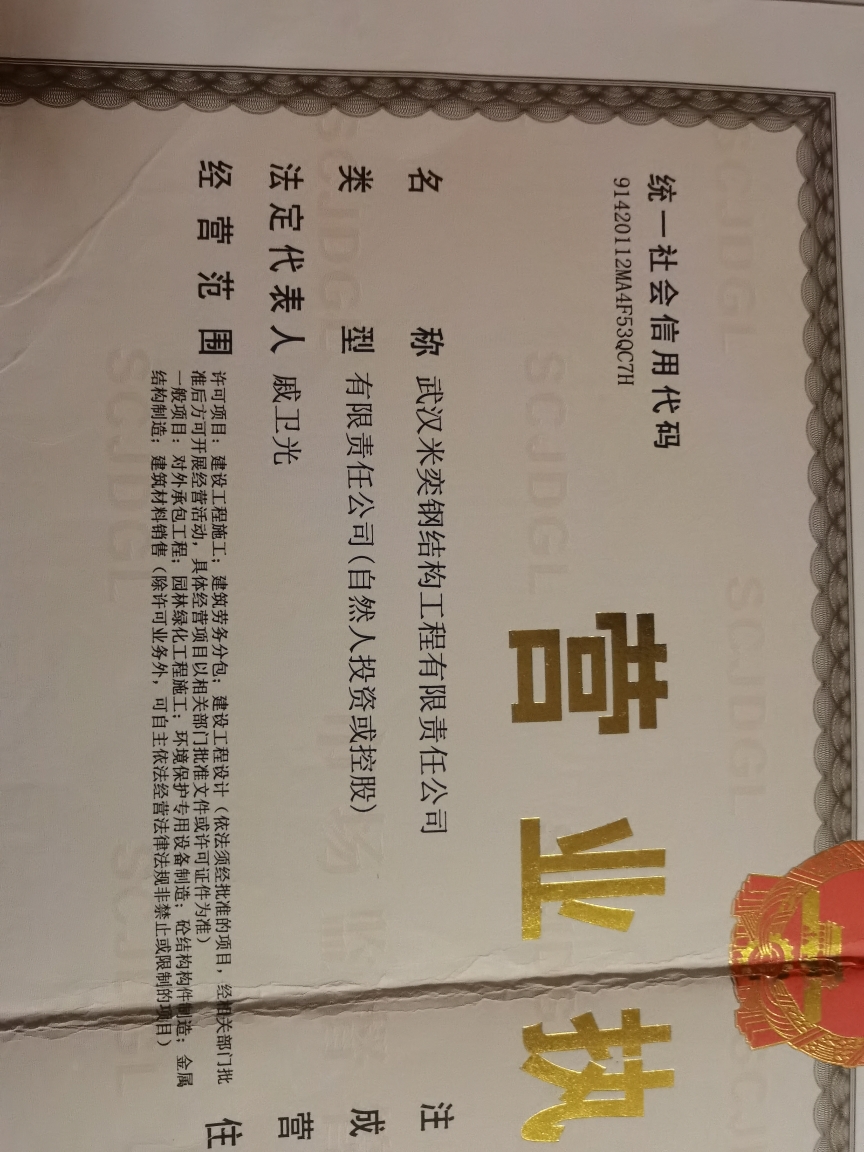 营业执
统一社会信用代码
91420112MA4F53QC7H
名称 武汉米奕钢结构工程有限责任公司
类型 有限责任公司(自然人投资或控股)
法定代表人 戚卫光
经营范围 许可项目：建设工程施工；建筑劳务分包；建设工程设计（依法须经批准的项目，经相关部门批
准后方可开展经营活动，具体经营项目以相关部门批准文件或许可证件为准）
一般项目：对外承包工程；园林绿化工程施工；环境保护专用设备制造；砼结构构件制造；金属
结构制造；建筑材料销售（除许可业务外，可自主依法经营法律法规非禁止或限制的项目）
注
成
营
住
SCJDGL
SCJDGL
SCJDGL
SCJDGL
SCJDGL